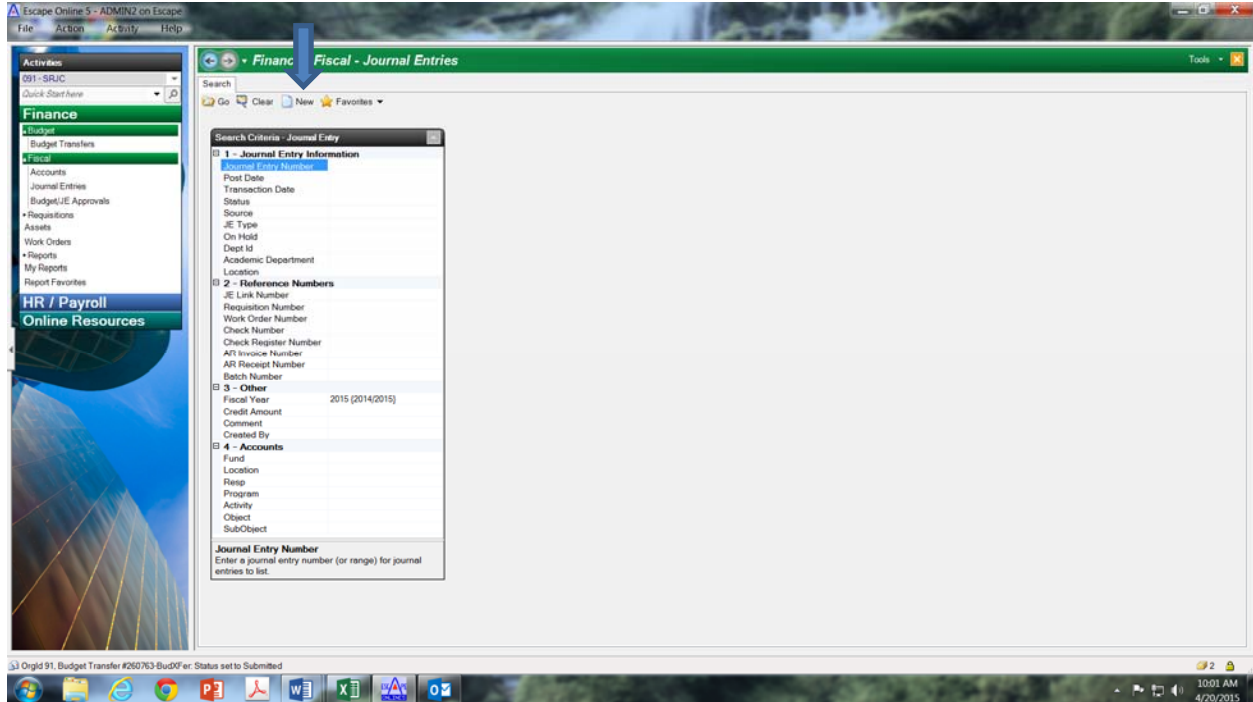 Escape Online 5 - ADMIN2 on Escape
File Action Activity Help
Activities
091 - SRJC
Quick Start here
Finance
Budget
Budget Transfers
Fiscal
Accounts
Journal Entries
Budget/JE Approvals
Requisitions
Assets
Work Orders
Reports
My Reports
Report Favorites
HR / Payroll
Online Resources
Financ Fiscal - Journal Entries
Tools
Search
Go Clear New Favorites
Search Criteria - Journal Entry
1 - Journal Entry Information
Journal Entry Number
Post Date
Transaction Date
Status
Source
JE Type
On Hold
Dept Id
Academic Department
Location
2 - Reference Numbers
JE Link Number
Requisition Number
Work Order Number
Check Number
Check Register Number
AR Invoice Number
AR Receipt Number
Batch Number
3 - Other
Fiscal Year 2015 (2014/2015)
Credit Amount
Comment
Created By
4 - Accounts
Fund
Location
Resp
Program
Activity
Object
SubObject
Journal Entry Number
Enter a journal entry number (or range) for journal
entries to list.
OrgId 91, Budget Transfer #260763-BudXFer: Status set to Submitted
2
10:01 AM
4/20/2015